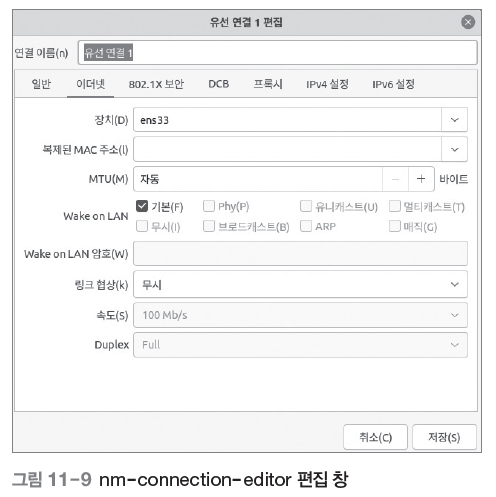 유선 연결 1 편집
연결 이름(n) 유선 연결 1
일반 이더넷 802.1X 보안 DCB 프록시 IPv4 설정 IPv6 설정
장치(D) ens33
복제된 MAC 주소(l)
MTU(M) 자동 − + 바이트
Wake on LAN 기본(F) Phy(P) 유니캐스트(U) 멀티캐스트(T)
무시(I) 브로드캐스트(B) ARP 매직(G)
Wake on LAN 암호(W)
링크 협상(k) 무시
속도(S) 100 Mb/s
Duplex Full
취소(C) 저장(S)
그림 11-9 nm-connection-editor 편집 창